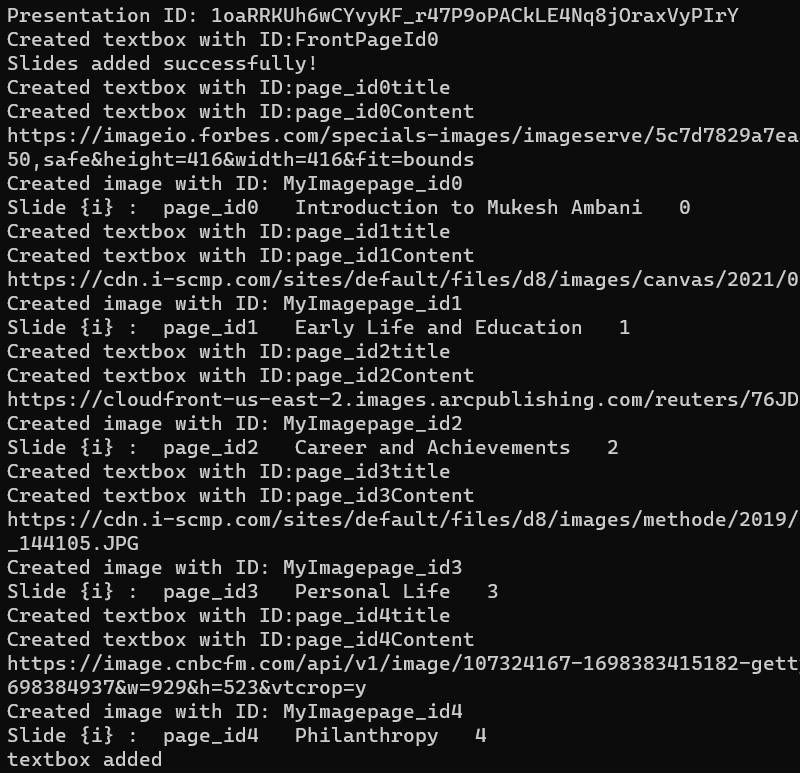 Presentation ID: 1oaRRKUh6wCYvyKF_r47P9oPACkLE4Nq8jOraxVyPIrY
Created textbox with ID:FrontPageId0
Slides added successfully!
Created textbox with ID:page_id0title
Created textbox with ID:page_id0Content
https://imageio.forbes.com/specials-images/imageserve/5c7d7829a7ea
50,safe&height=416&width=416&fit=bounds
Created image with ID: MyImagepage_id0
Slide {i} :  page_id0   Introduction to Mukesh Ambani   0
Created textbox with ID:page_id1title
Created textbox with ID:page_id1Content
https://cdn.i-scmp.com/sites/default/files/d8/images/canvas/2021/0
Created image with ID: MyImagepage_id1
Slide {i} :  page_id1   Early Life and Education   1
Created textbox with ID:page_id2title
Created textbox with ID:page_id2Content
https://cloudfront-us-east-2.images.arcpublishing.com/reuters/76JD
Created image with ID: MyImagepage_id2
Slide {i} :  page_id2   Career and Achievements   2
Created textbox with ID:page_id3title
Created textbox with ID:page_id3Content
https://cdn.i-scmp.com/sites/default/files/d8/images/methode/2019/
_144105.JPG
Created image with ID: MyImagepage_id3
Slide {i} :  page_id3   Personal Life   3
Created textbox with ID:page_id4title
Created textbox with ID:page_id4Content
https://image.cnbcfm.com/api/v1/image/107324167-1698383415182-getty
698384937&w=929&h=523&vtcrop=y
Created image with ID: MyImagepage_id4
Slide {i} :  page_id4   Philanthropy   4
textbox added